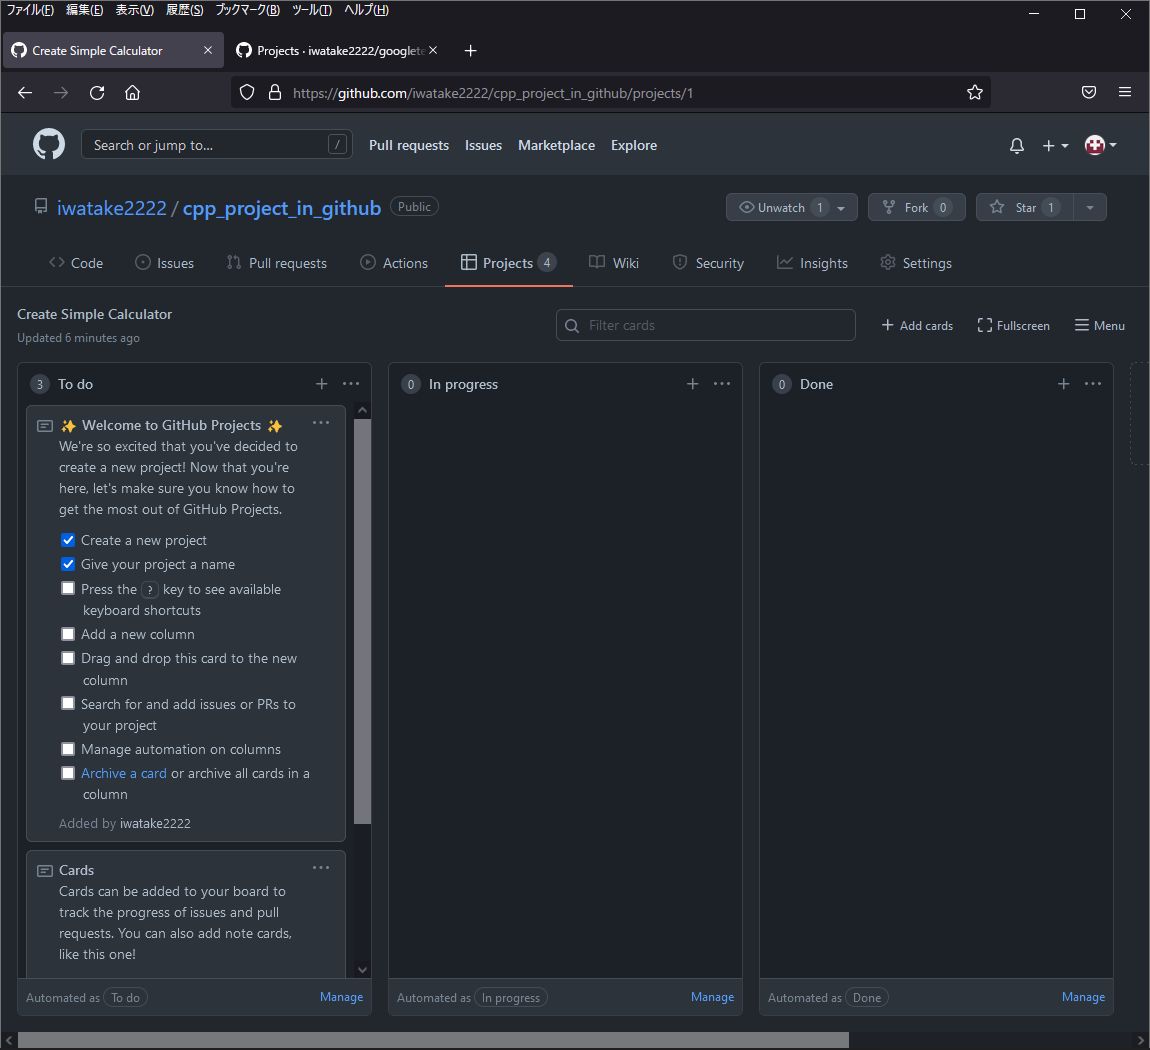 ファイル(F) 編集(E) 表示(V) 履歴(S) ブックマーク(B) ツール(T) ヘルプ(H)
Create Simple Calculator
Projects · iwatake2222/googlete
https://github.com/iwatake2222/cpp_project_in_github/projects/1
Search or jump to... /
Pull requests Issues Marketplace Explore
iwatake2222 / cpp_project_in_github Public
Unwatch 1 Fork 0 Star 1
Code Issues Pull requests Actions Projects 4 Wiki Security Insights Settings
Create Simple Calculator
Updated 6 minutes ago
Filter cards
Add cards Fullscreen Menu
3 To do
✨ Welcome to GitHub Projects ✨
We're so excited that you've decided to
create a new project! Now that you're
here, let's make sure you know how to
get the most out of GitHub Projects.
Create a new project
Give your project a name
Press the ? key to see available
keyboard shortcuts
Add a new column
Drag and drop this card to the new
column
Search for and add issues or PRs to
your project
Manage automation on columns
Archive a card or archive all cards in a
column
Added by iwatake2222
Cards
Cards can be added to your board to
track the progress of issues and pull
requests. You can also add note cards,
like this one!
Automated as To do Manage
0 In progress
Automated as In progress Manage
0 Done
Automated as Done Manage